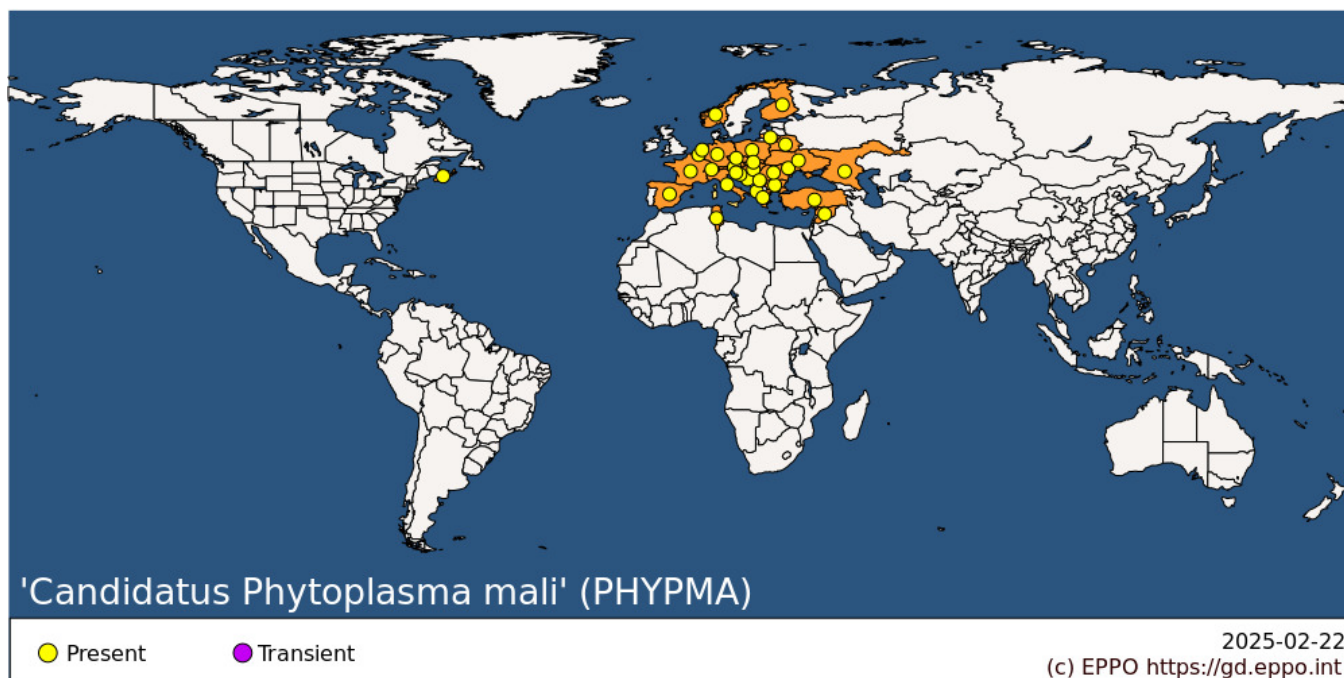 'Candidatus Phytoplasma mali' (PHYPMA)
Present
Transient
2025-02-22
(c) EPPO https://gd.eppo.int